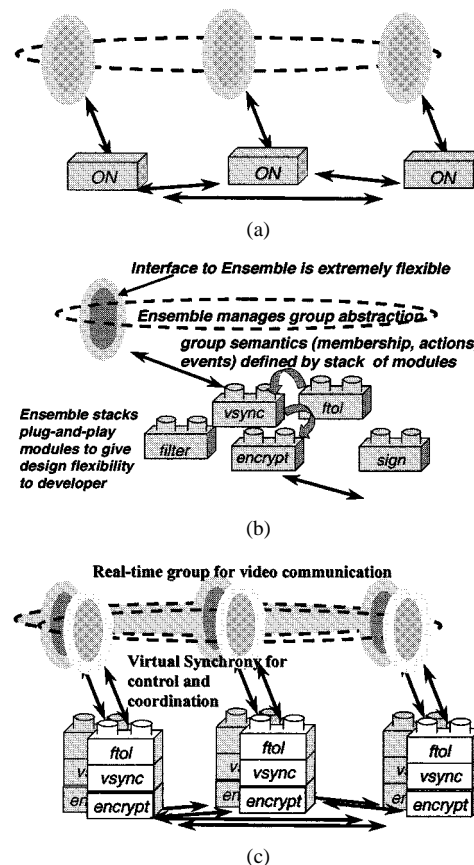 ON
ON
ON
(a)
Interface to Ensemble is extremely flexible
Ensemble manages group abstraction
group semantics (membership, actions,
events) defined by stack of modules
vsync
ftol
Ensemble stacks
plug-and-play
modules to give
design flexibility
to developer
filter
encrypt
sign
(b)
Real-time group for video communication
Virtual Synchrony for
control and
coordination
ftol
ftol
ftol
vsync
vsync
vsync
encrypt
encrypt
encrypt
(c)